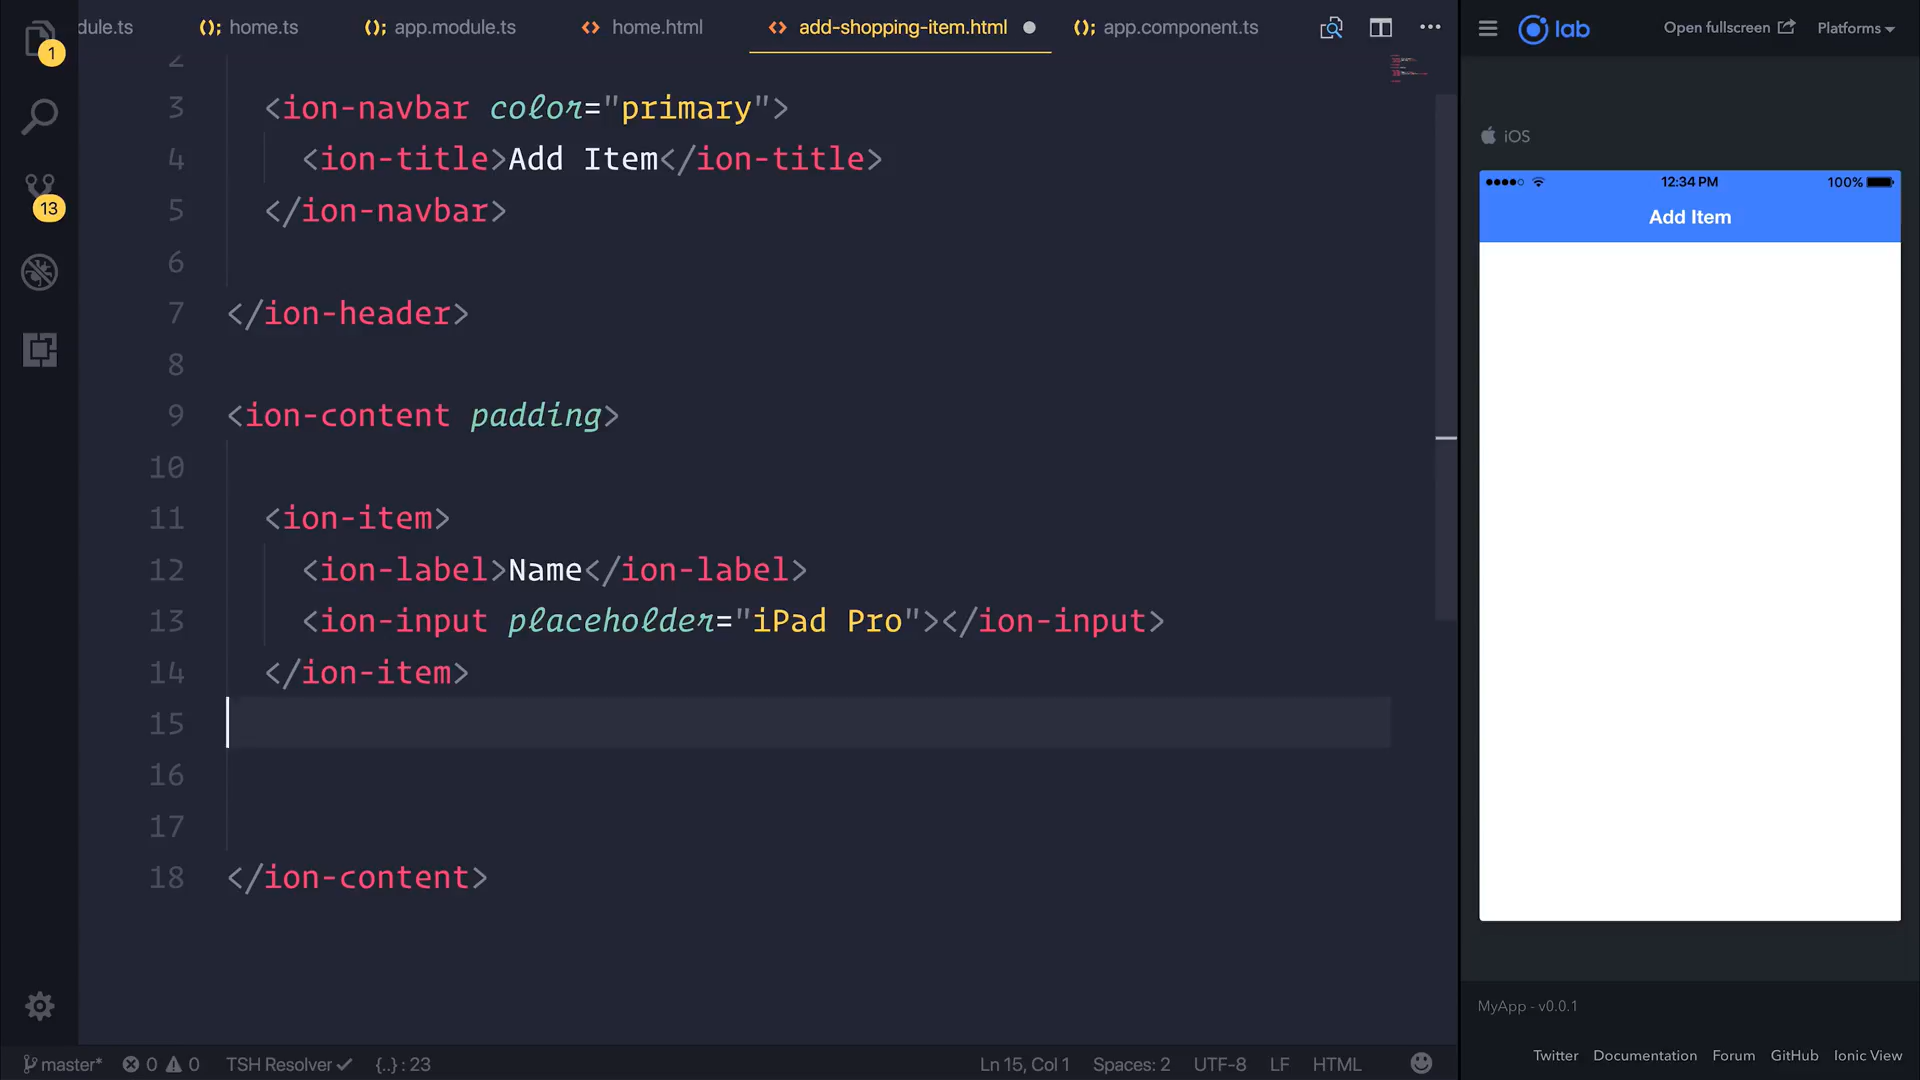 dule.ts
(); home.ts
(); app.module.ts
<> home.html
<> add-shopping-item.html
(); app.component.ts
1
13
2
3 <ion-navbar color="primary">
4 <ion-title>Add Item</ion-title>
5 </ion-navbar>
6
7 </ion-header>
8
9 <ion-content padding>
10
11 <ion-item>
12 <ion-label>Name</ion-label>
13 <ion-input placeholder="iPad Pro"></ion-input>
14 </ion-item>
15
16
17
18 </ion-content>
master* 0 0 TSH Resolver {..} : 23
Ln 15, Col 1 Spaces: 2 UTF-8 LF HTML
lab
Open fullscreen
Platforms
iOS
12:34 PM
100%
Add Item
MyApp - v0.0.1
Twitter Documentation Forum GitHub Ionic View